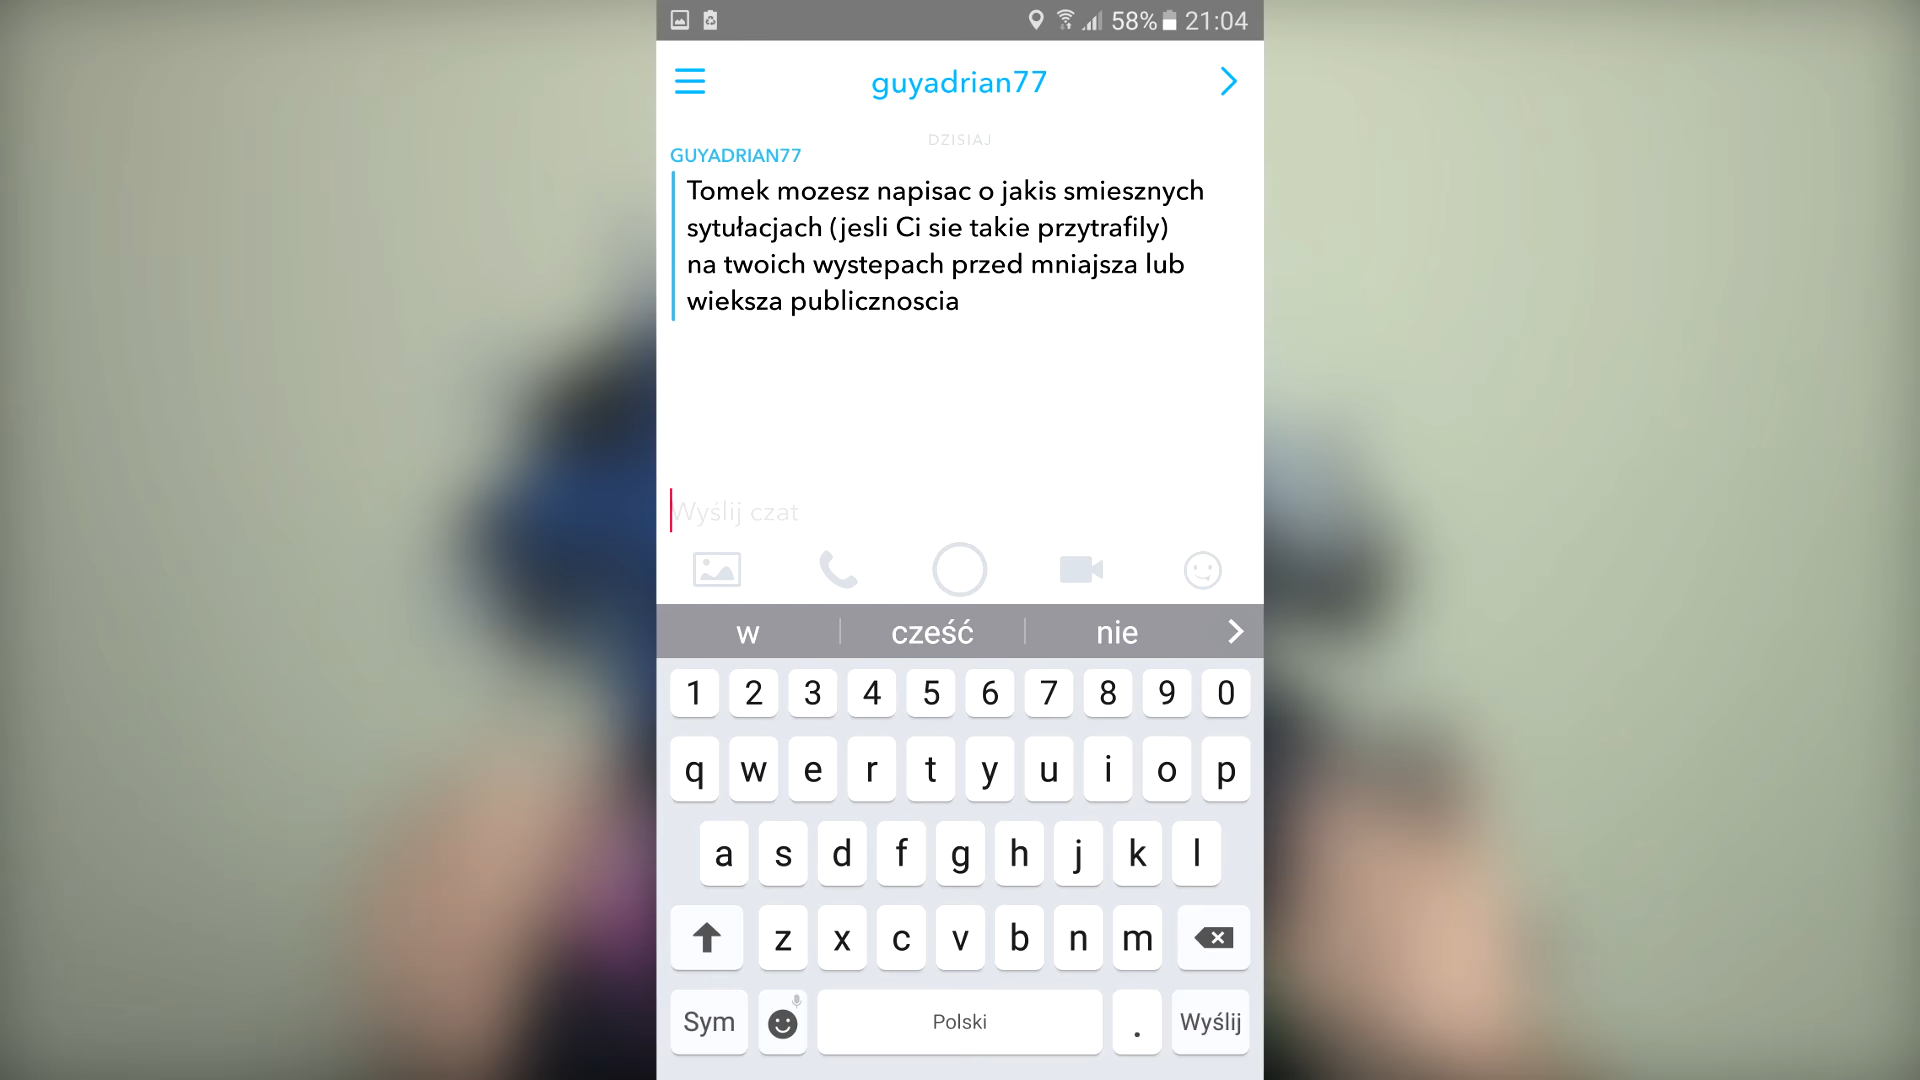 58% 21:04
guyadrian77
DZISIAJ
GUYADRIAN77
Tomek mozesz napisac o jakis smiesznych
sytułacjach (jesli Ci sie takie przytrafily)
na twoich wystepach przed mniajsza lub
wieksza publicznoscia
Wyślij czat
w cześć nie
1 2 3 4 5 6 7 8 9 0
q w e r t y u i o p
a s d f g h j k l
z x c v b n m
Sym Polski . Wyślij